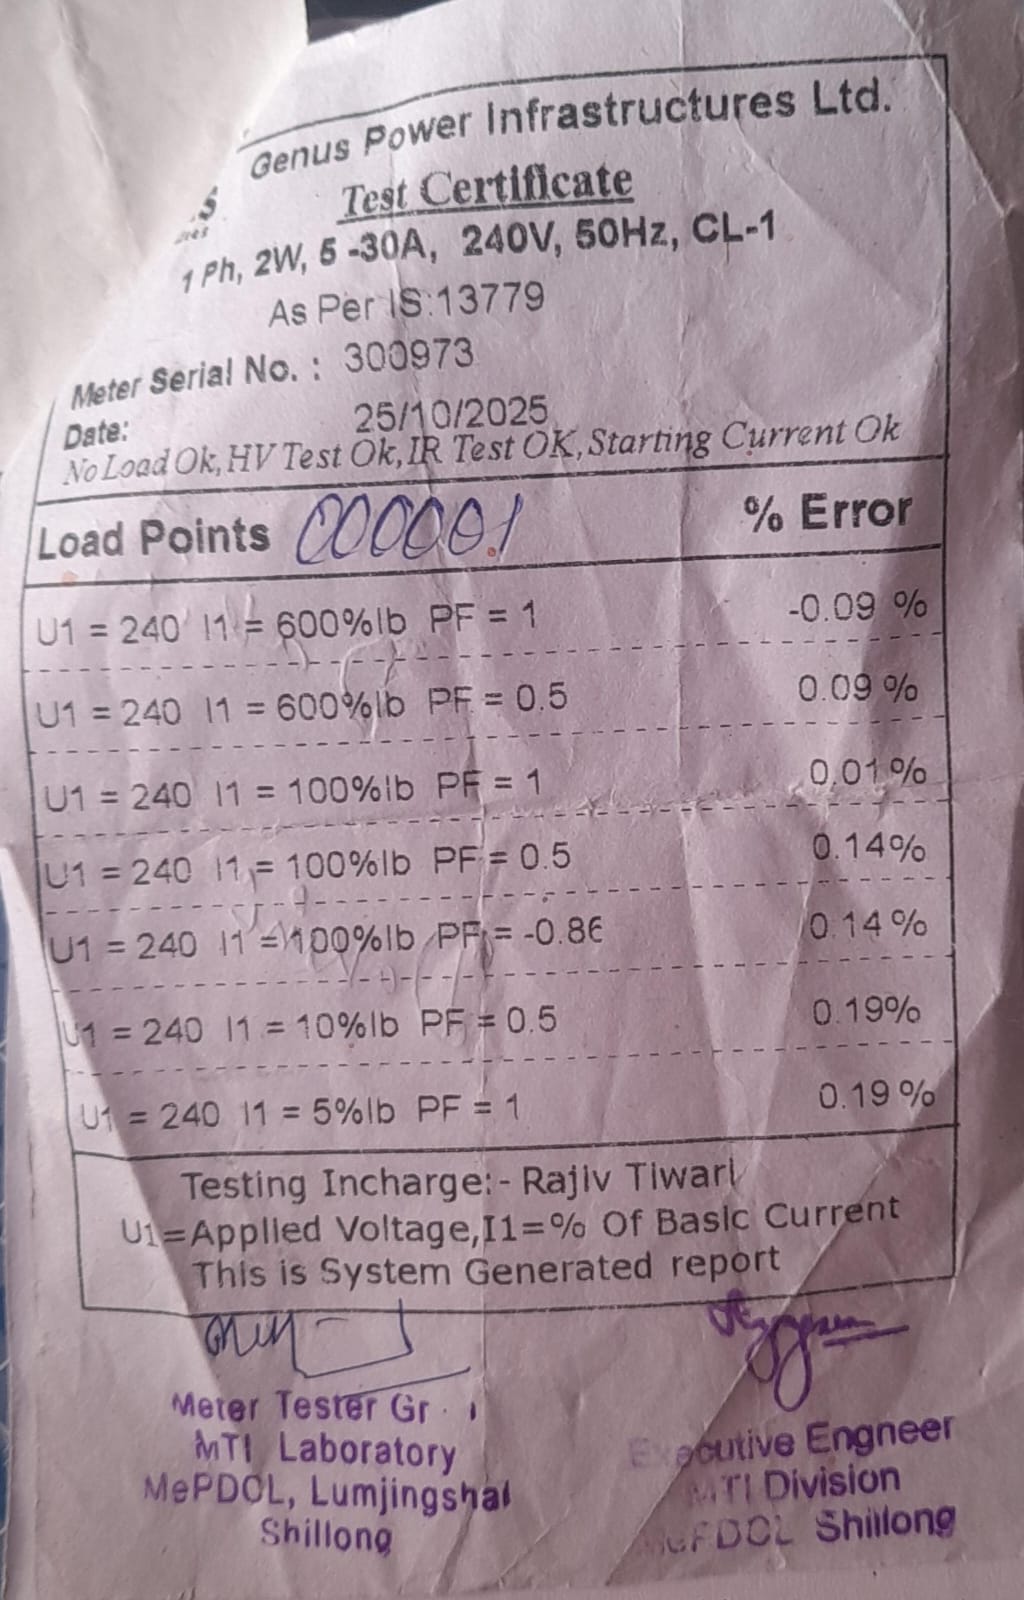 Genus Power Infrastructures Ltd.
Test Certificate
1 Ph, 2W, 5 -30A, 240V, 50Hz, CL-1
As Per IS:13779
Meter Serial No. : 300973
Date: 25/10/2025
No Load Ok, HV Test Ok, IR Test OK, Starting Current Ok
Load Points 00000.1 % Error
U1 = 240 I1 = 600%Ib PF = 1 -0.09 %
U1 = 240 I1 = 600%Ib PF = 0.5 0.09 %
U1 = 240 I1 = 100%Ib PF = 1 0.01 %
U1 = 240 I1 = 100%Ib PF = 0.5 0.14%
U1 = 240 I1 = 100%Ib PF = -0.86 0.14 %
U1 = 240 I1 = 10%Ib PF = 0.5 0.19%
U1 = 240 I1 = 5%Ib PF = 1 0.19 %
Testing Incharge:- Rajiv Tiwari
U1=Applied Voltage,I1=% Of Basic Current
This is System Generated report
Meter Tester Gr
MTI Laboratory
MePDCL, Lumjingshai
Shillong
Executive Engneer
MTI Division
MePDCL Shillong